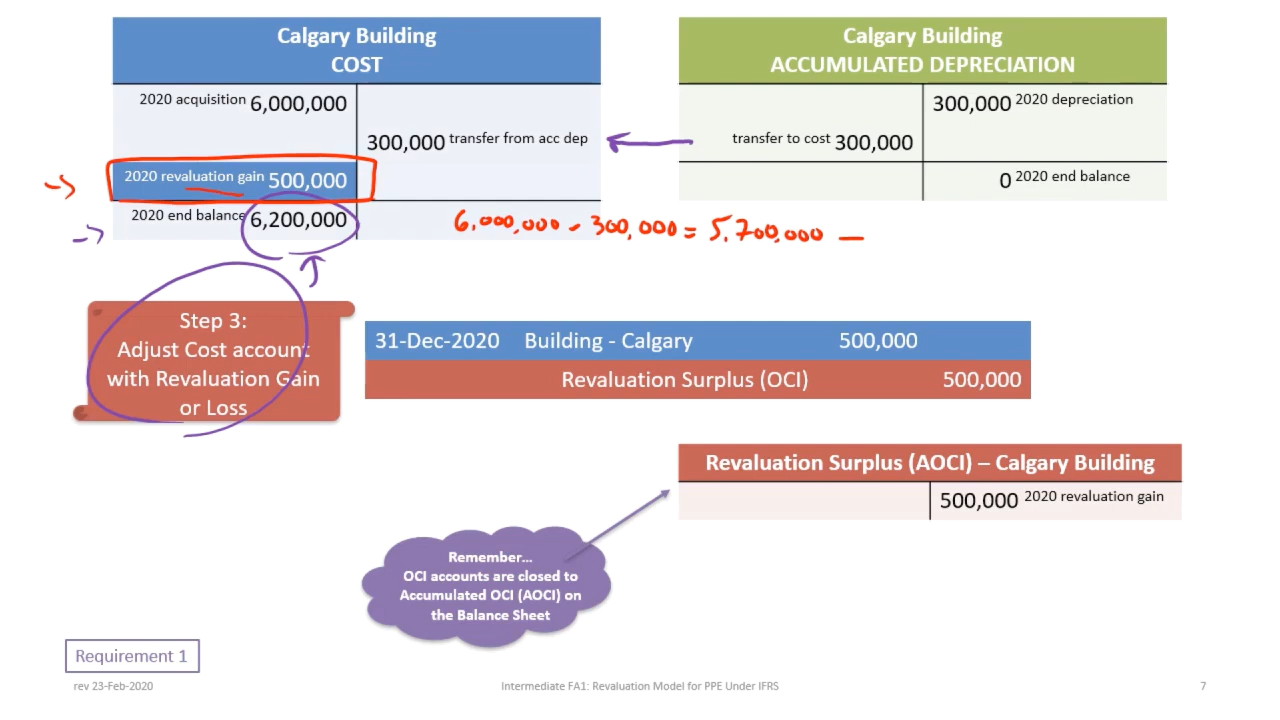 Calgary Building
COST
2020 acquisition 6,000,000
300,000 transfer from acc dep
2020 revaluation gain 500,000
2020 end balance 6,200,000
Calgary Building
ACCUMULATED DEPRECIATION
300,000 2020 depreciation
transfer to cost 300,000
0 2020 end balance
6,000,000 - 300,000 = 5,700,000 —
Step 3:
Adjust Cost account
with Revaluation Gain
or Loss
31-Dec-2020 Building - Calgary 500,000
Revaluation Surplus (OCI) 500,000
Revaluation Surplus (AOCI) – Calgary Building
500,000 2020 revaluation gain
Remember...
OCI accounts are closed to
Accumulated OCI (AOCI) on
the Balance Sheet
Requirement 1
rev 23-Feb-2020
Intermediate FA1: Revaluation Model for PPE Under IFRS
7